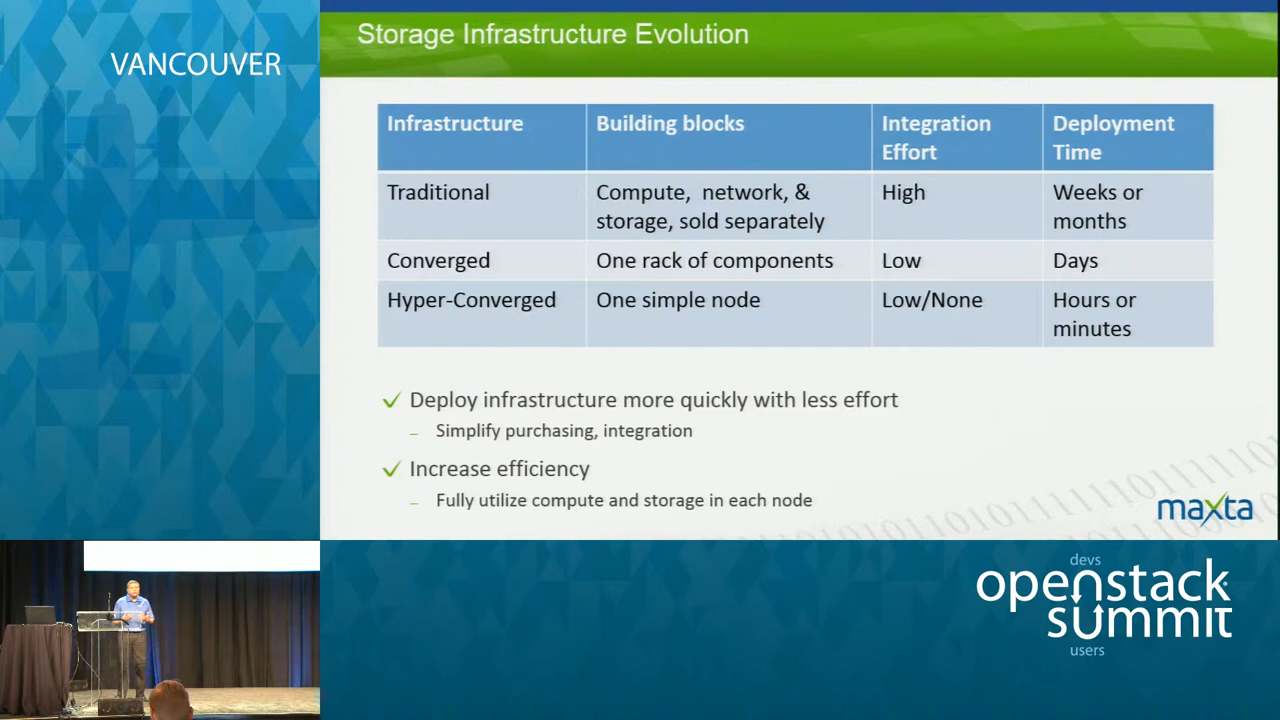 VANCOUVER
Storage Infrastructure Evolution
Infrastructure
Building blocks
Integration
Effort
Deployment
Time
Traditional
Compute, network, &
storage, sold separately
High
Weeks or
months
Converged
One rack of components
Low
Days
Hyper-Converged
One simple node
Low/None
Hours or
minutes
✓ Deploy infrastructure more quickly with less effort
– Simplify purchasing, integration
✓ Increase efficiency
– Fully utilize compute and storage in each node
maxta
devs
openstack
summit
users